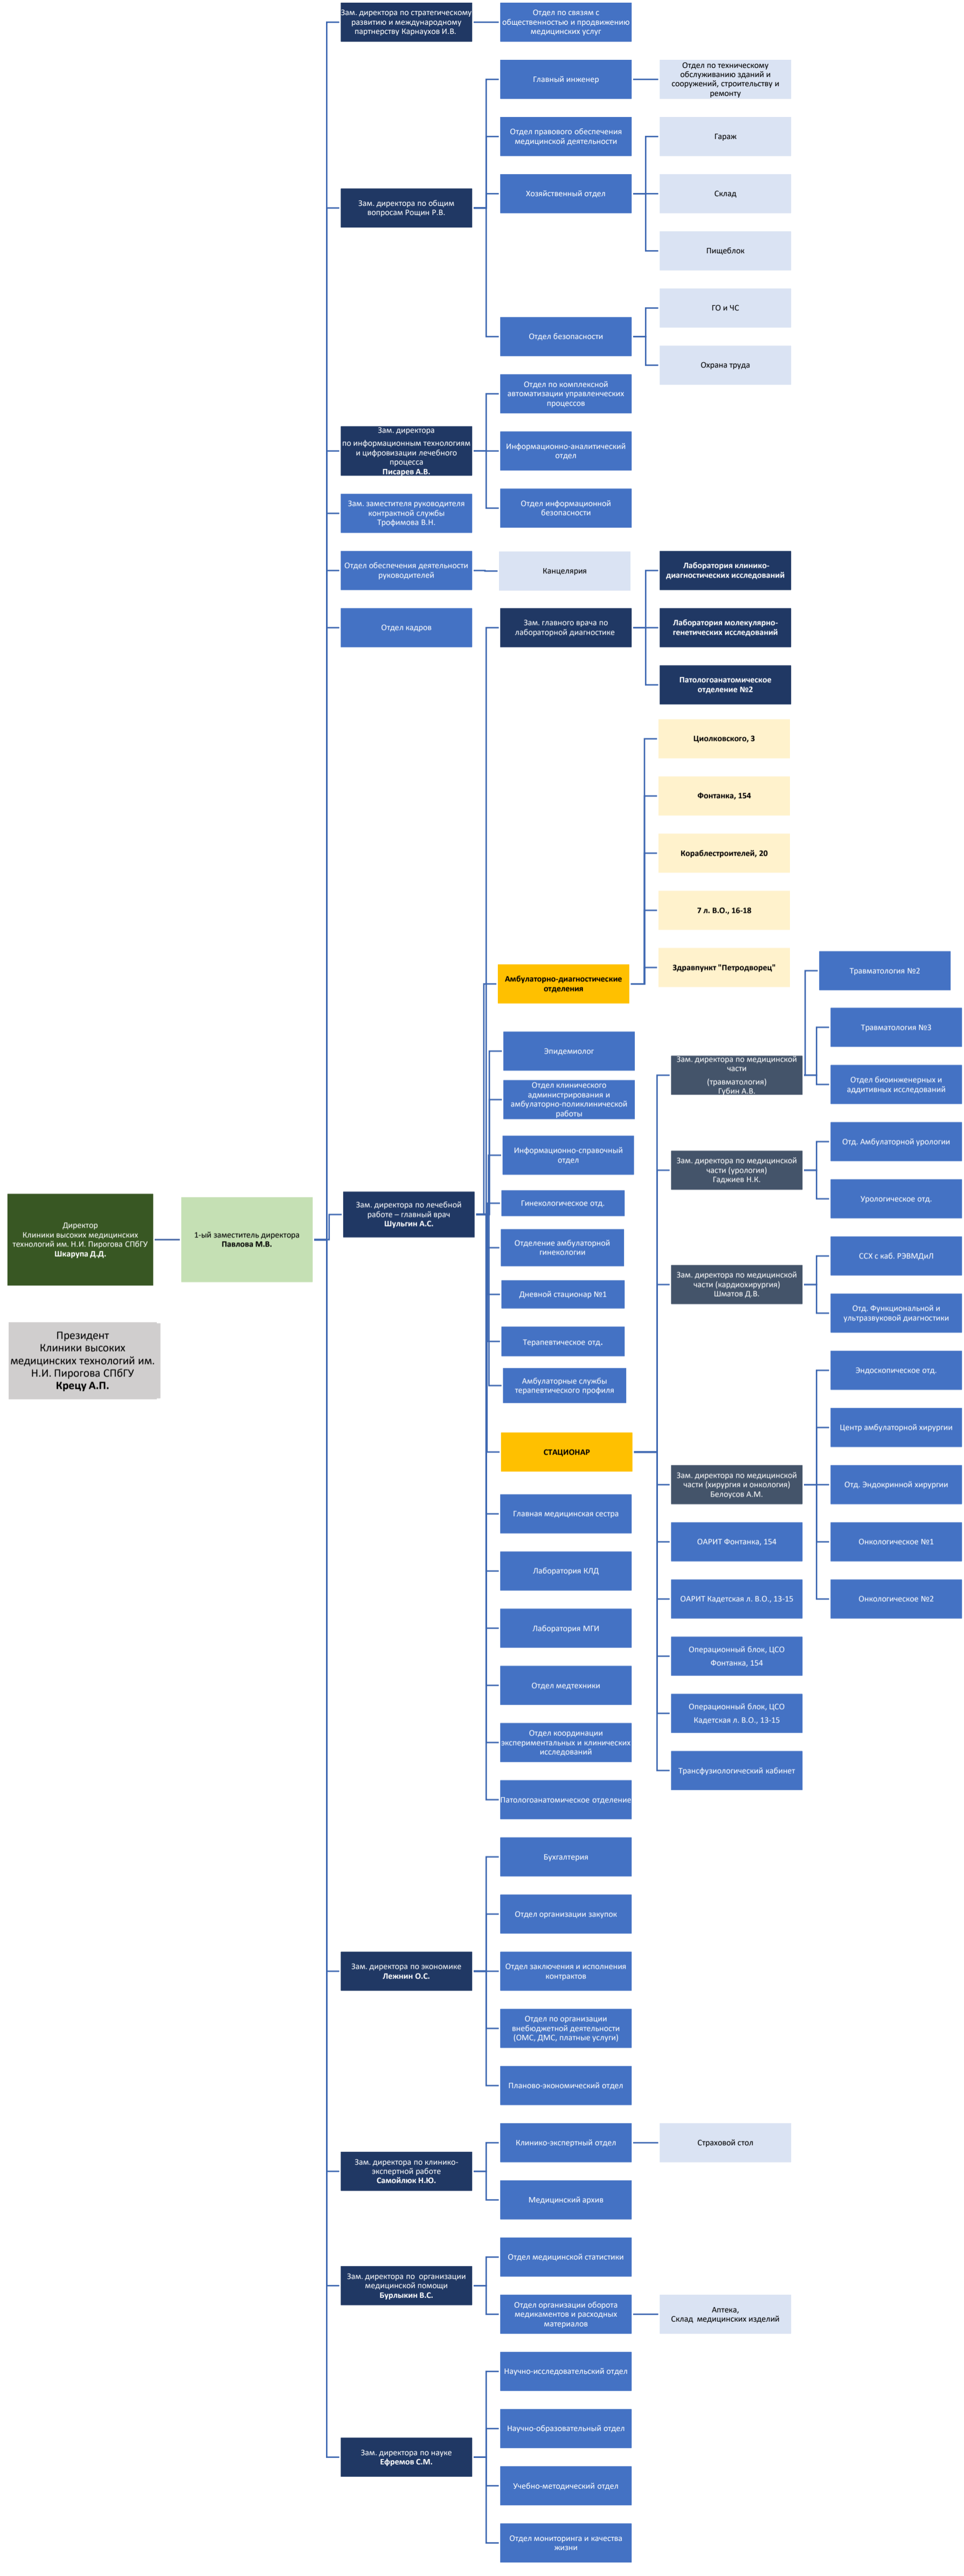 Зам. директора по стратегическому
развитию и международному
партнерству Карнаухов И.В.
Отдел по связям с
общественностью и продвижению
медицинских услуг
Главный инженер
Отдел по техническому
обслуживанию зданий и
сооружений, строительству и
ремонту
Отдел правового обеспечения
медицинской деятельности
Гараж
Зам. директора по общим
вопросам Рощин Р.В.
Хозяйственный отдел
Склад
Пищеблок
ГО и ЧС
Отдел безопасности
Охрана труда
Отдел по комплексной
автоматизации управленческих
процессов
Зам. директора
по информационным технологиям
и цифровизации лечебного
процесса
Писарев А.В.
Информационно-аналитический
отдел
Зам. заместителя руководителя
контрактной службы
Трофимова В.Н.
Отдел информационной
безопасности
Отдел обеспечения деятельности
руководителей
Канцелярия
Лаборатория клинико-
диагностических исследований
Отдел кадров
Зам. главного врача по
лабораторной диагностике
Лаборатория молекулярно-
генетических исследований
Патологоанатомическое
отделение №2
Циолковского, 3
Фонтанка, 154
Кораблестроителей, 20
7 л. В.О., 16-18
Амбулаторно-диагностические
отделения
Здравпункт "Петродворец"
Травматология №2
Эпидемиолог
Травматология №3
Отдел клинического
администрирования и
амбулаторно-поликлинической
работы
Зам. директора по медицинской
части
(травматология)
Губин А.В.
Отдел биоинженерных и
аддитивных исследований
Информационно-справочный
отдел
Зам. директора по медицинской
части (урология)
Гаджиев Н.К.
Отд. Амбулаторной урологии
Урологическое отд.
Директор
Клиники высоких медицинских
технологий им. Н.И. Пирогова СПбГУ
Шкарупа Д.Д.
1-ый заместитель директора
Павлова М.В.
Зам. директора по лечебной
работе – главный врач
Шульгин А.С.
Гинекологическое отд.
Отделение амбулаторной
гинекологии
Дневной стационар №1
Зам. директора по медицинской
части (кардиохирургия)
Шматов Д.В.
ССХ с каб. РЭВМДиЛ
Отд. Функциональной и
ультразвуковой диагностики
Президент
Клиники высоких
медицинских технологий им.
Н.И. Пирогова СПбГУ
Крецу А.П.
Терапевтическое отд.
Амбулаторные службы
терапевтического профиля
Эндоскопическое отд.
Центр амбулаторной хирургии
СТАЦИОНАР
Зам. директора по медицинской
части (хирургия и онкология)
Белоусов А.М.
Отд. Эндокринной хирургии
Главная медицинская сестра
ОАРИТ Фонтанка, 154
Онкологическое №1
Лаборатория КЛД
ОАРИТ Кадетская л. В.О., 13-15
Онкологическое №2
Лаборатория МГИ
Операционный блок, ЦСО
Фонтанка, 154
Отдел медтехники
Операционный блок, ЦСО
Кадетская л. В.О., 13-15
Отдел координации
экспериментальных и клинических
исследований
Трансфузиологический кабинет
Патологоанатомическое отделение
Бухгалтерия
Отдел организации закупок
Зам. директора по экономике
Лежнин О.С.
Отдел заключения и исполнения
контрактов
Отдел по организации
внебюджетной деятельности
(ОМС, ДМС, платные услуги)
Планово-экономический отдел
Зам. директора по клинико-
экспертной работе
Самойлюк Н.Ю.
Клинико-экспертный отдел
Страховой стол
Медицинский архив
Зам. директора по организации
медицинской помощи
Бурлыкин В.С.
Отдел медицинской статистики
Отдел организации оборота
медикаментов и расходных
материалов
Аптека,
Склад медицинских изделий
Научно-исследовательский отдел
Научно-образовательный отдел
Зам. директора по науке
Ефремов С.М.
Учебно-методический отдел
Отдел мониторинга и качества
жизни